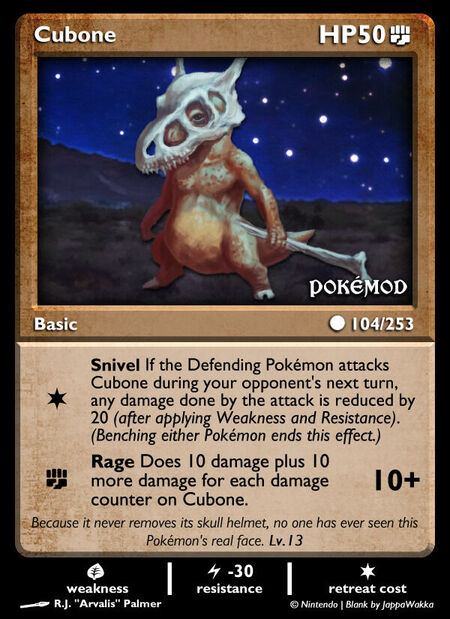 Cubone HP50
POKÉMOD
Basic 104/253
Snivel If the Defending Pokémon attacks
Cubone during your opponent's next turn,
any damage done by the attack is reduced by
20 (after applying Weakness and Resistance).
(Benching either Pokémon ends this effect.)
Rage Does 10 damage plus 10
more damage for each damage
counter on Cubone.
10+
Because it never removes its skull helmet, no one has ever seen this
Pokémon's real face. Lv.13
-30
weakness resistance retreat cost
R.J. "Arvalis" Palmer © Nintendo | Blank by JappaWakka